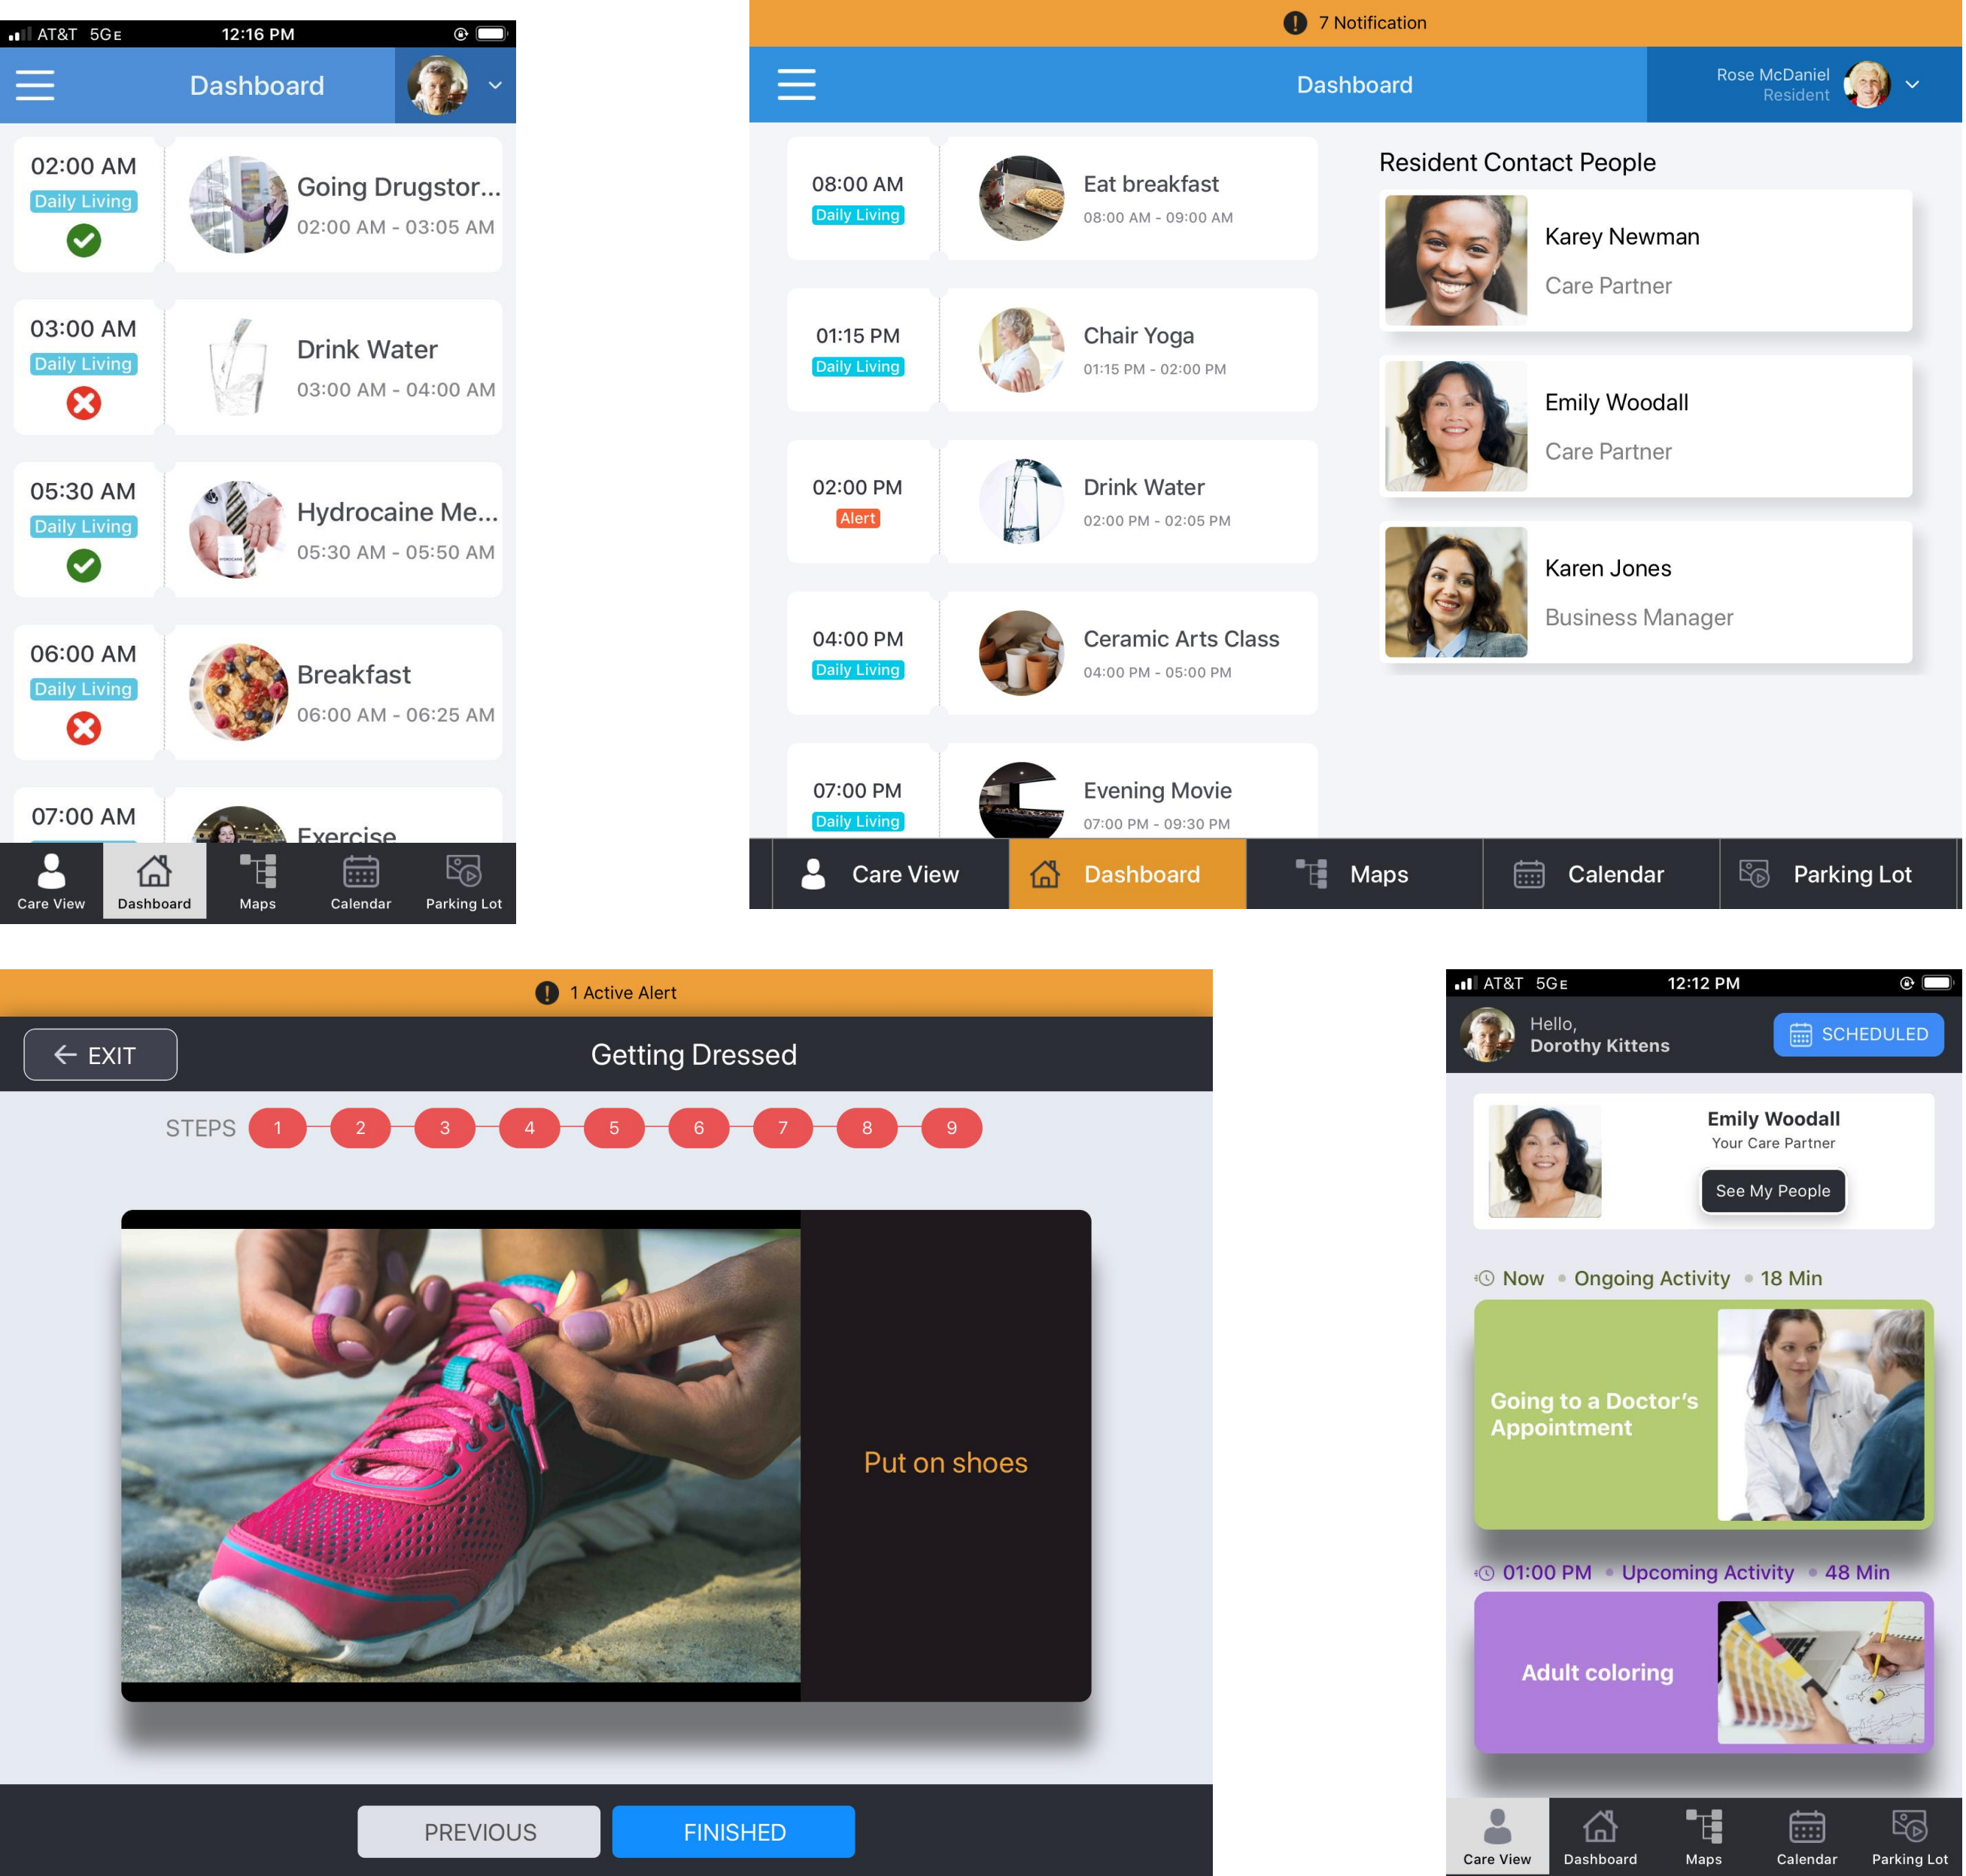 AT&T 5GE 12:16 PM
Dashboard
02:00 AM
Daily Living
Going Drugstor...
02:00 AM - 03:05 AM
03:00 AM
Daily Living
Drink Water
03:00 AM - 04:00 AM
05:30 AM
Daily Living
Hydrocaine Me...
05:30 AM - 05:50 AM
06:00 AM
Daily Living
Breakfast
06:00 AM - 06:25 AM
07:00 AM
Exercise
Care View Dashboard Maps Calendar Parking Lot
7 Notification
Dashboard
Rose McDaniel
Resident
08:00 AM
Daily Living
Eat breakfast
08:00 AM - 09:00 AM
01:15 PM
Daily Living
Chair Yoga
01:15 PM - 02:00 PM
02:00 PM
Alert
Drink Water
02:00 PM - 02:05 PM
04:00 PM
Daily Living
Ceramic Arts Class
04:00 PM - 05:00 PM
07:00 PM
Daily Living
Evening Movie
07:00 PM - 09:30 PM
Resident Contact People
Karey Newman
Care Partner
Emily Woodall
Care Partner
Karen Jones
Business Manager
Care View Dashboard Maps Calendar Parking Lot
1 Active Alert
← EXIT
Getting Dressed
STEPS 1 2 3 4 5 6 7 8 9
Put on shoes
PREVIOUS FINISHED
AT&T 5GE 12:12 PM
Hello,
Dorothy Kittens
SCHEDULED
Emily Woodall
Your Care Partner
See My People
Now • Ongoing Activity • 18 Min
Going to a Doctor's
Appointment
01:00 PM • Upcoming Activity • 48 Min
Adult coloring
Care View Dashboard Maps Calendar Parking Lot